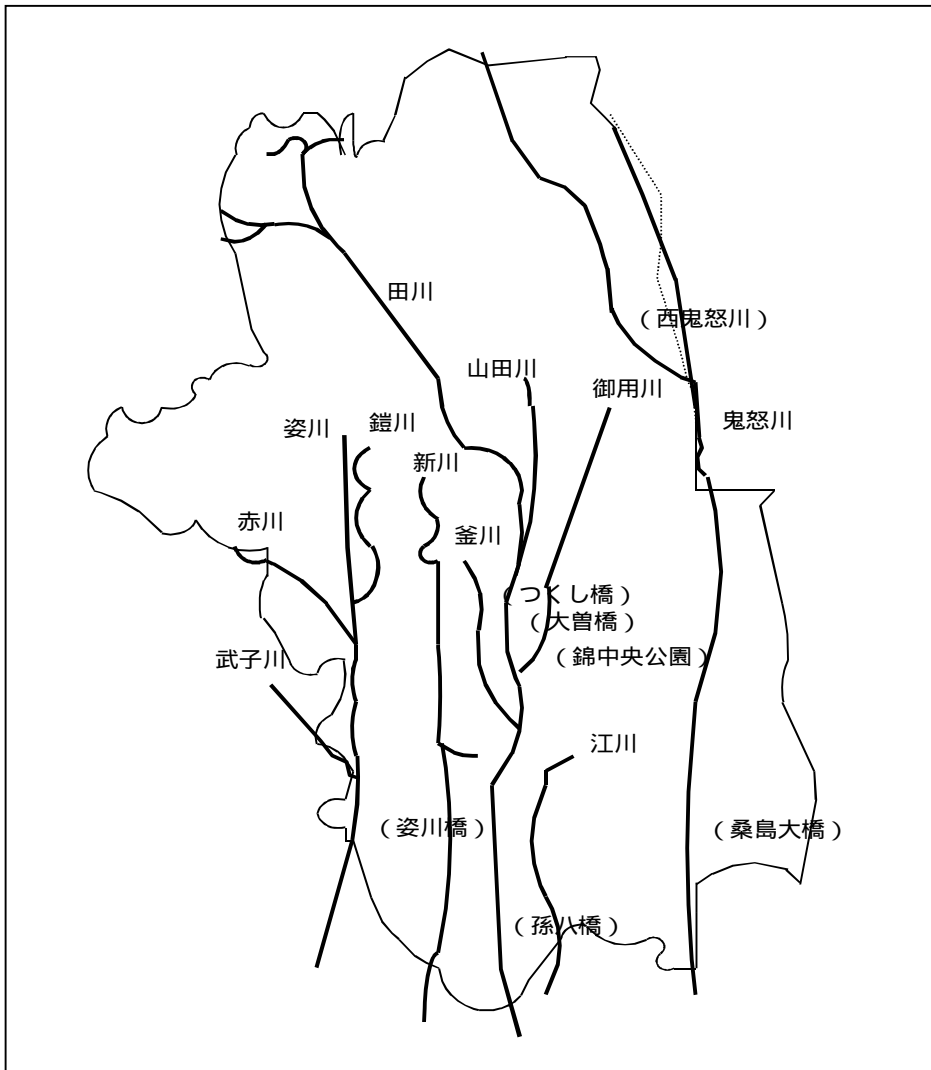 田川
（西鬼怒川）
山田川
御用川
鬼怒川
姿川
鎧川
新川
赤川
釜川
（つくし橋）
（大曽橋）
（錦中央公園）
武子川
江川
（姿川橋）
（桑島大橋）
（孫八橋）